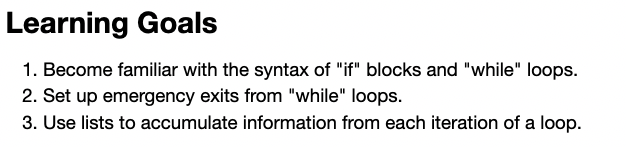 Learning Goals
1. Become familiar with the syntax of "if" blocks and "while" loops.
2. Set up emergency exits from "while" loops.
3. Use lists to accumulate information from each iteration of a loop.